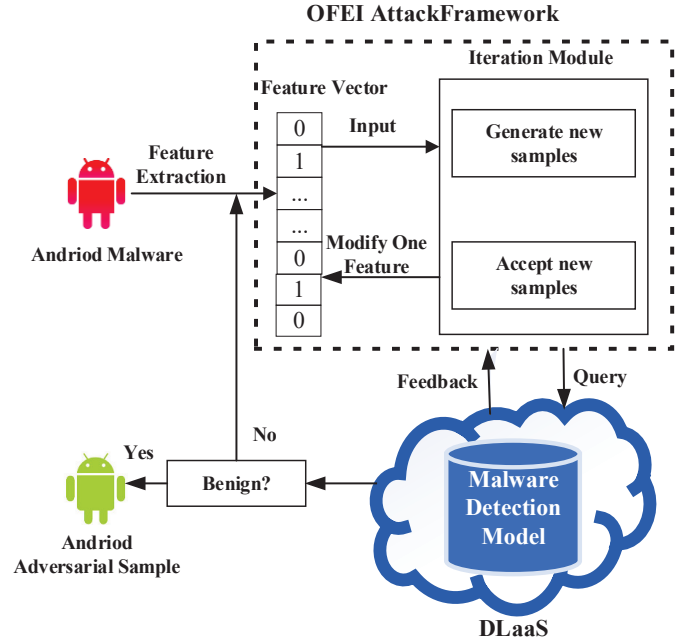 OFEI AttackFramework
Iteration Module
Feature Vector
0
1
...
...
0
1
0
Input
Generate new
samples
Feature
Extraction
Andriod Malware
Modify One
Feature
Accept new
samples
Feedback
Query
No
Yes
Benign?
Malware
Detection
Model
Andriod
Adversarial Sample
DLaaS